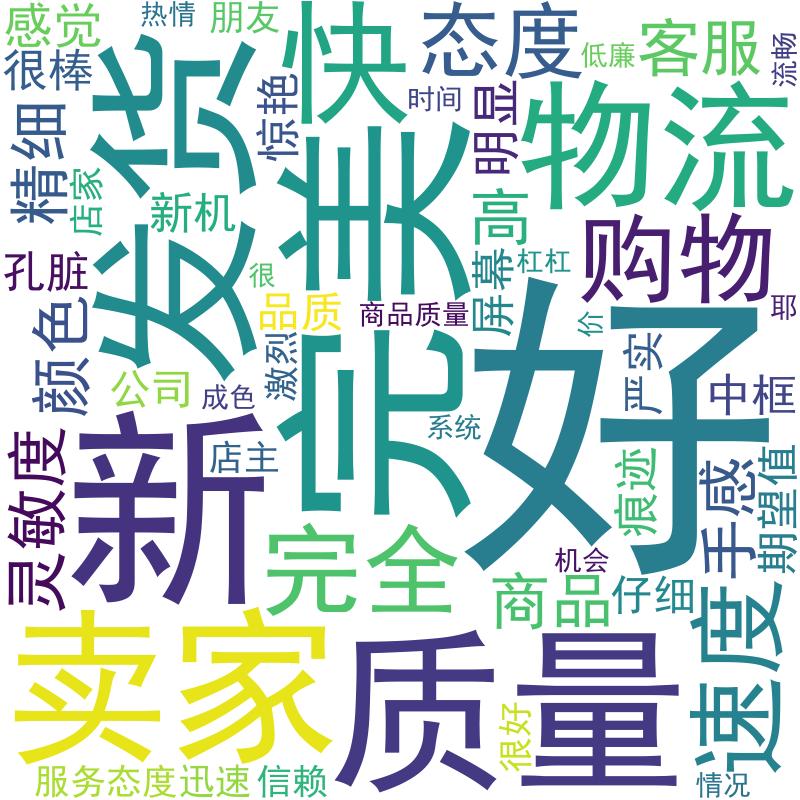 感觉
热情
朋友
快
态度
低廉
客服
流畅
很棒
发货
惊艳
时间
明显
物流
精细
店家
新机
完美
高
购物
孔脏
很
品质
商品质量
屏幕
杠杠
耶
颜色
激烈
好
价
严实
中框
公司
成色
系统
灵敏度
新
店主
痕迹
手感
期望值
完全
机会
商品
仔细
速度
卖家
质量
很好
服务态度迅速
信赖
情况